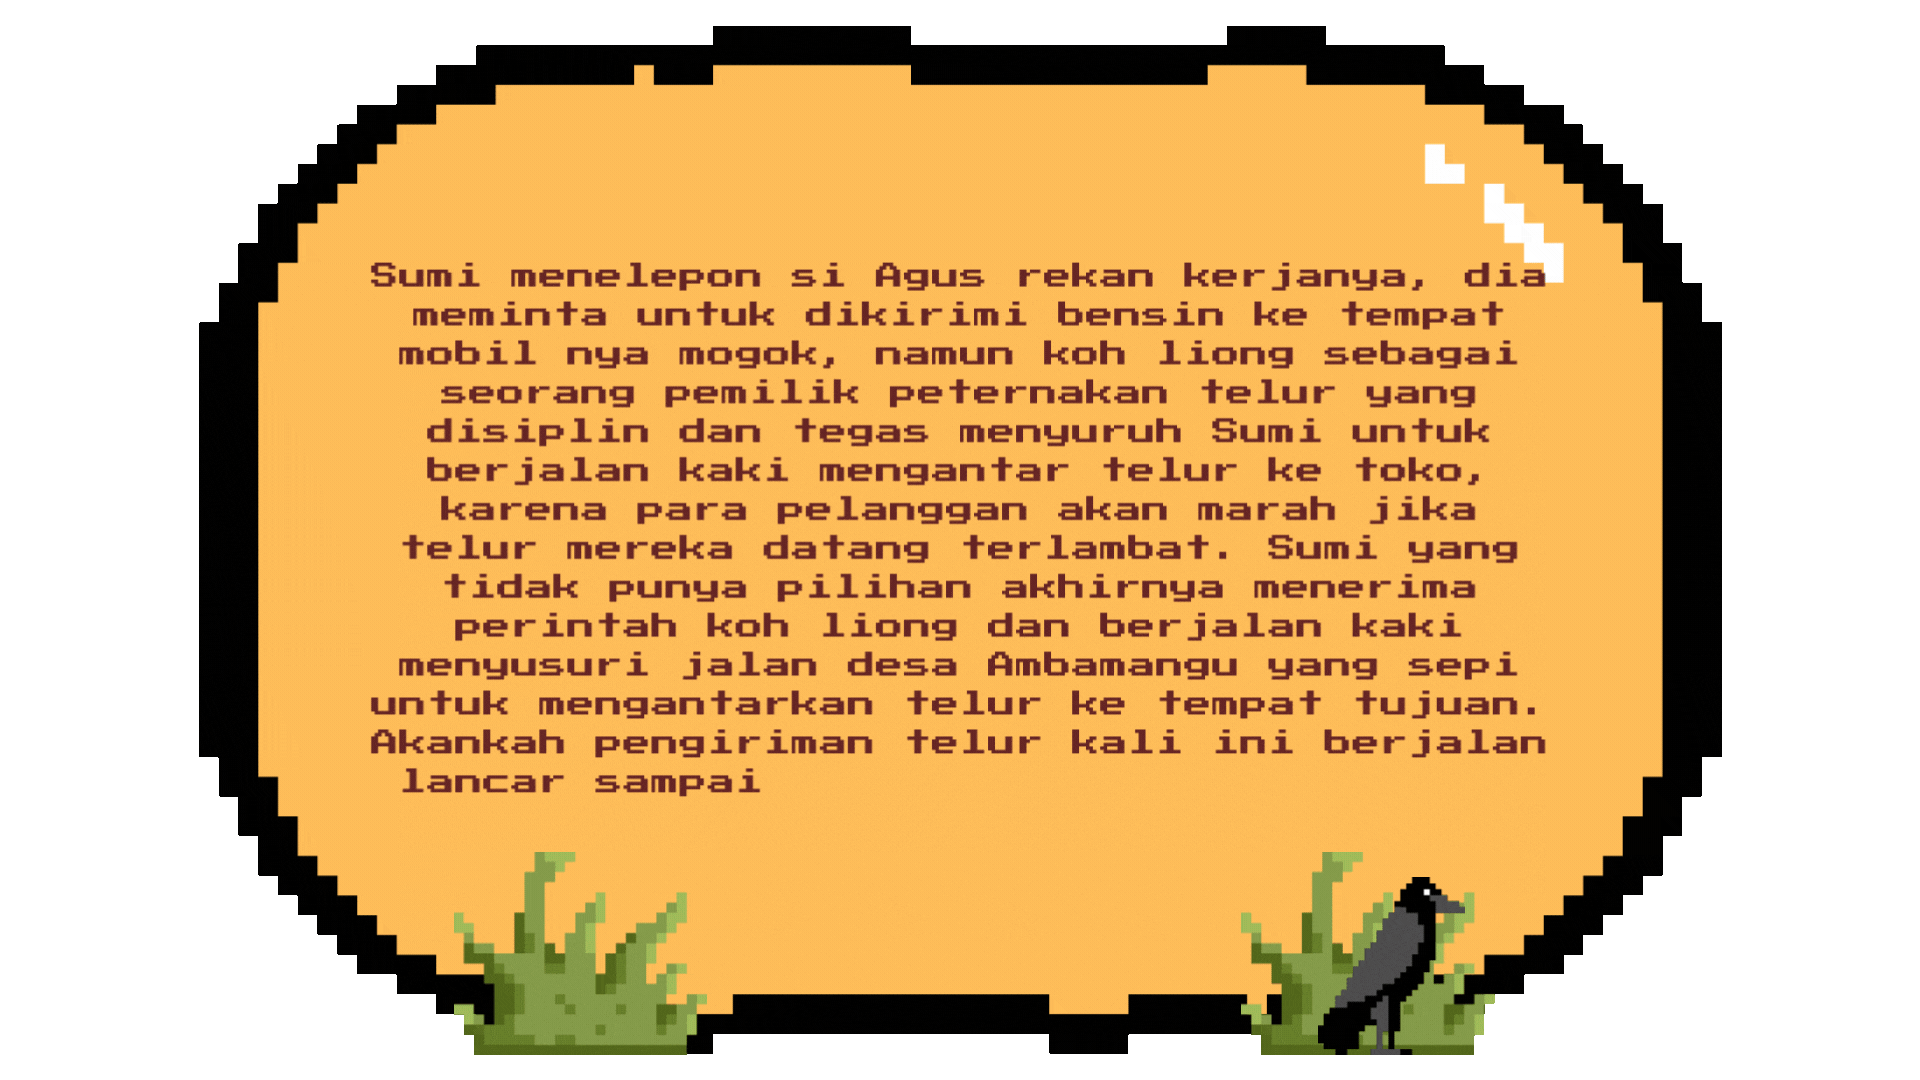 Sumi menelepon si Agus rekan kerjanya, dia
meminta untuk dikirimi bensin ke tempat
mobil nya mogok, namun koh liong sebagai
seorang pemilik peternakan telur yang
disiplin dan tegas menyuruh Sumi untuk
berjalan kaki mengantar telur ke toko,
karena para pelanggan akan marah jika
telur mereka datang terlambat. Sumi yang
tidak punya pilihan akhirnya menerima
perintah koh liong dan berjalan kaki
menyusuri jalan desa Ambamangu yang sepi
untuk mengantarkan telur ke tempat tujuan.
Akankah pengiriman telur kali ini berjalan
lancar sampai